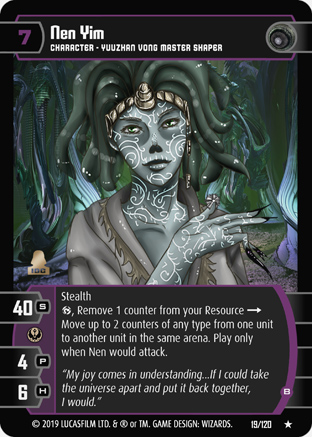 7
Nen Yim
CHARACTER - YUUZHAN VONG MASTER SHAPER
100
40 S
Stealth
, Remove 1 counter from your Resource →
Move up to 2 counters of any type from one unit
to another unit in the same arena. Play only
when Nen would attack.
4 P
6 H
“My joy comes in understanding...If I could take
the universe apart and put it back together,
I would.”
B
© 2019 LUCASFILM LTD. & ® OR TM. GAME DESIGN: WIZARDS.
19/120